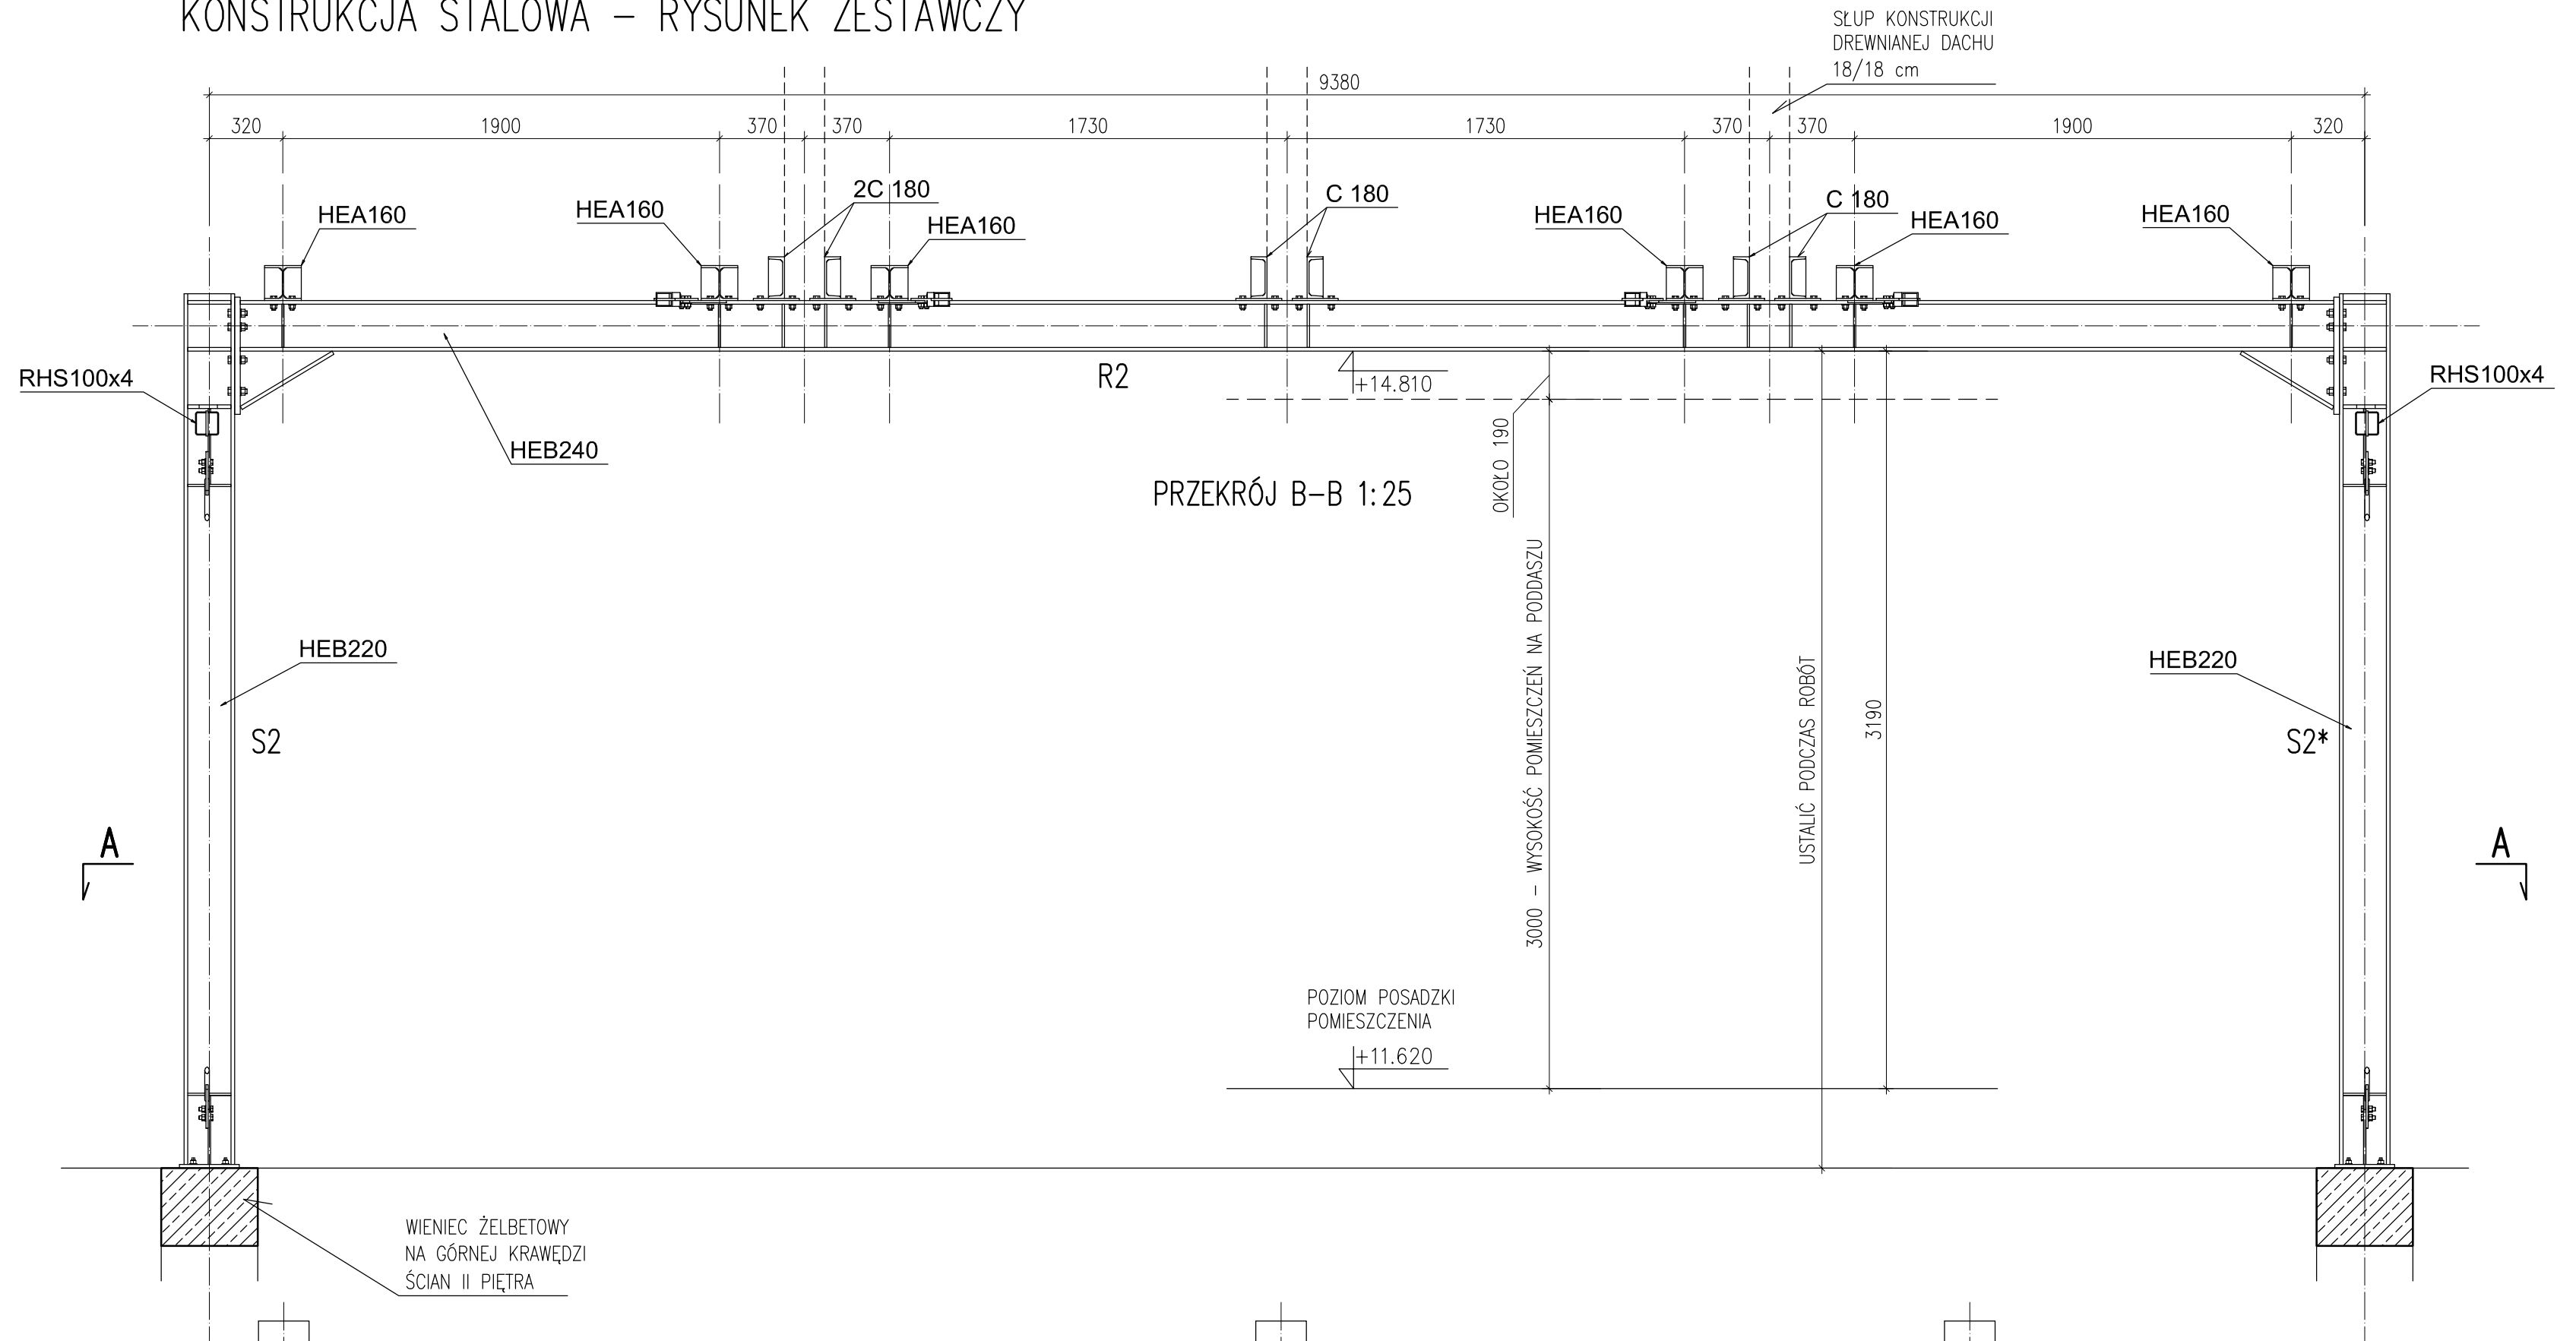 KONSTRUKCJA STALOWA – RYSUNEK ZESTAWCZY
SŁUP KONSTRUKCJI
DREWNIANEJ DACHU
18/18 cm
9380
320
1900
370
370
1730
1730
370
370
1900
320
HEA160
HEA160
2C 180
HEA160
C 180
HEA160
C 180
HEA160
HEA160
RHS100x4
R2
+14.810
RHS100x4
HEB240
OKOŁO 190
PRZEKRÓJ B–B 1:25
3000 – WYSOKOŚĆ POMIESZCZEŃ NA PODDASZU
USTALIĆ PODCZAS ROBÓT
3190
HEB220
HEB220
S2
S2*
A
A
POZIOM POSADZKI
POMIESZCZENIA
+11.620
WIENIEC ŻELBETOWY
NA GÓRNEJ KRAWĘDZI
ŚCIAN II PIĘTRA